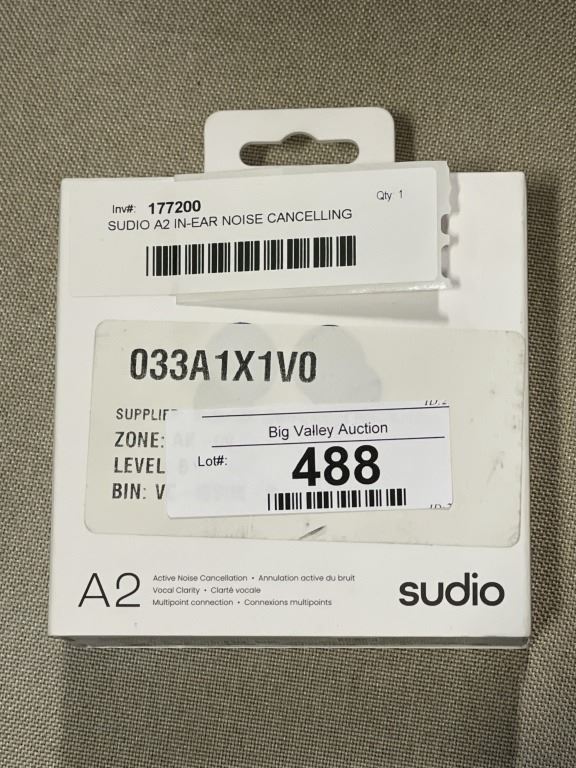 Inv#: 177200 Qty: 1
SUDIO A2 IN-EAR NOISE CANCELLING
033A1X1V0
SUPPLIE
ZONE:
LEVEL
BIN: V
Big Valley Auction
Lot#: 488
A2
Active Noise Cancellation • Annulation active du bruit
Vocal Clarity • Clarté vocale
Multipoint connection • Connexions multipoints
sudio